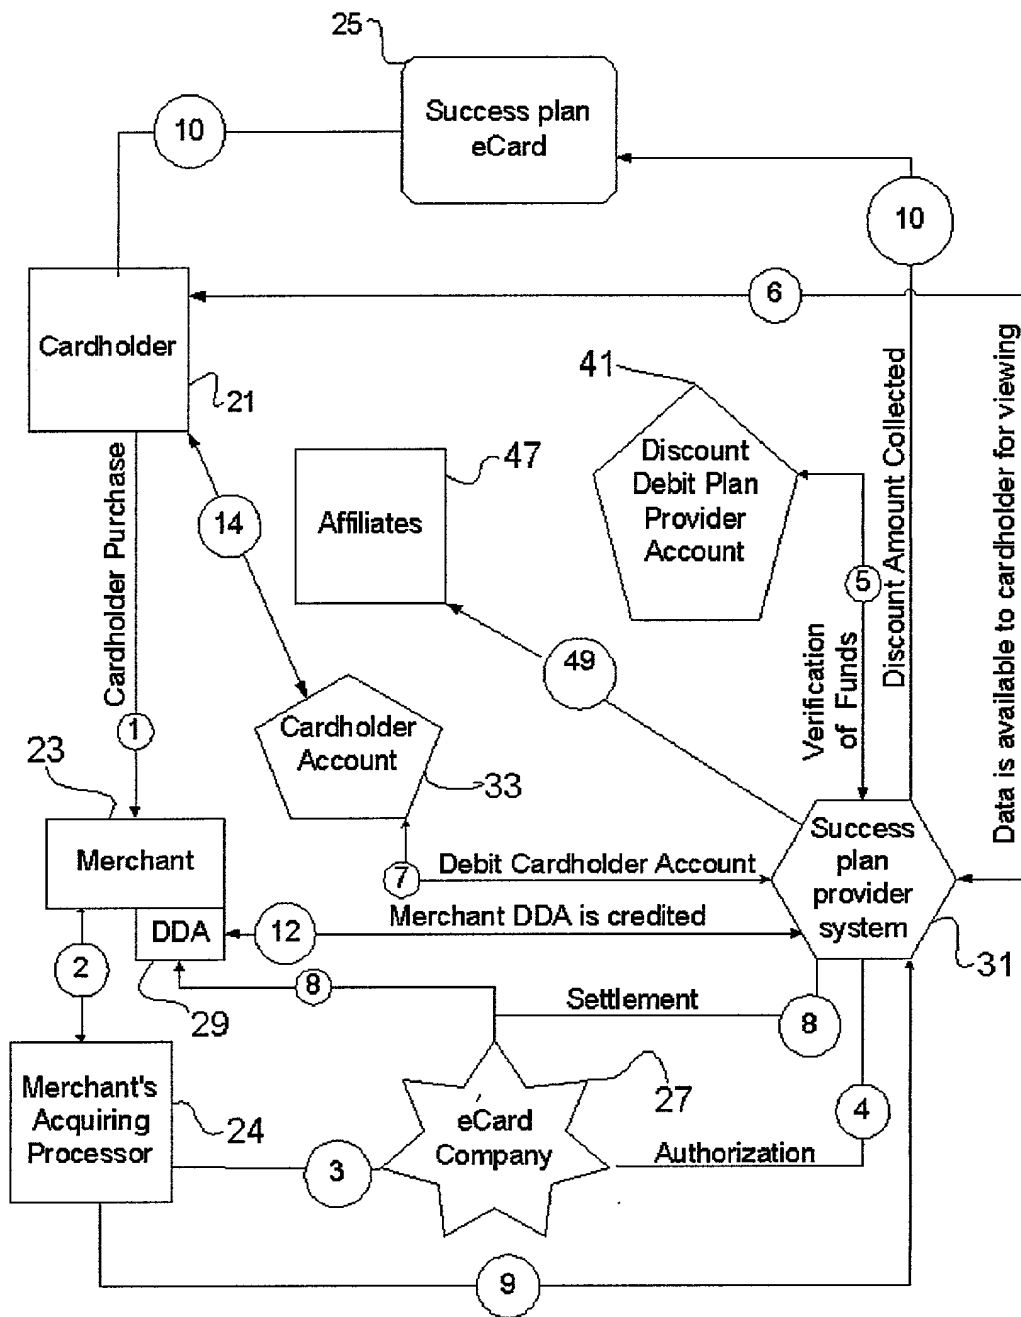 25
Success plan
eCard
10
10
6
Cardholder
21
41
47
Discount
Debit Plan
Provider
Account
Affiliates
14
5
49
Cardholder Purchase
Verification
of Funds
Discount Amount Collected
Data is available to cardholder for viewing
1
23
Cardholder
Account
33
Merchant
DDA
7
Debit Cardholder Account
Success
plan
provider
system
12
Merchant DDA is credited
31
2
8
29
Settlement
8
Merchant's
Acquiring
Processor
24
27
eCard
Company
4
3
Authorization
9